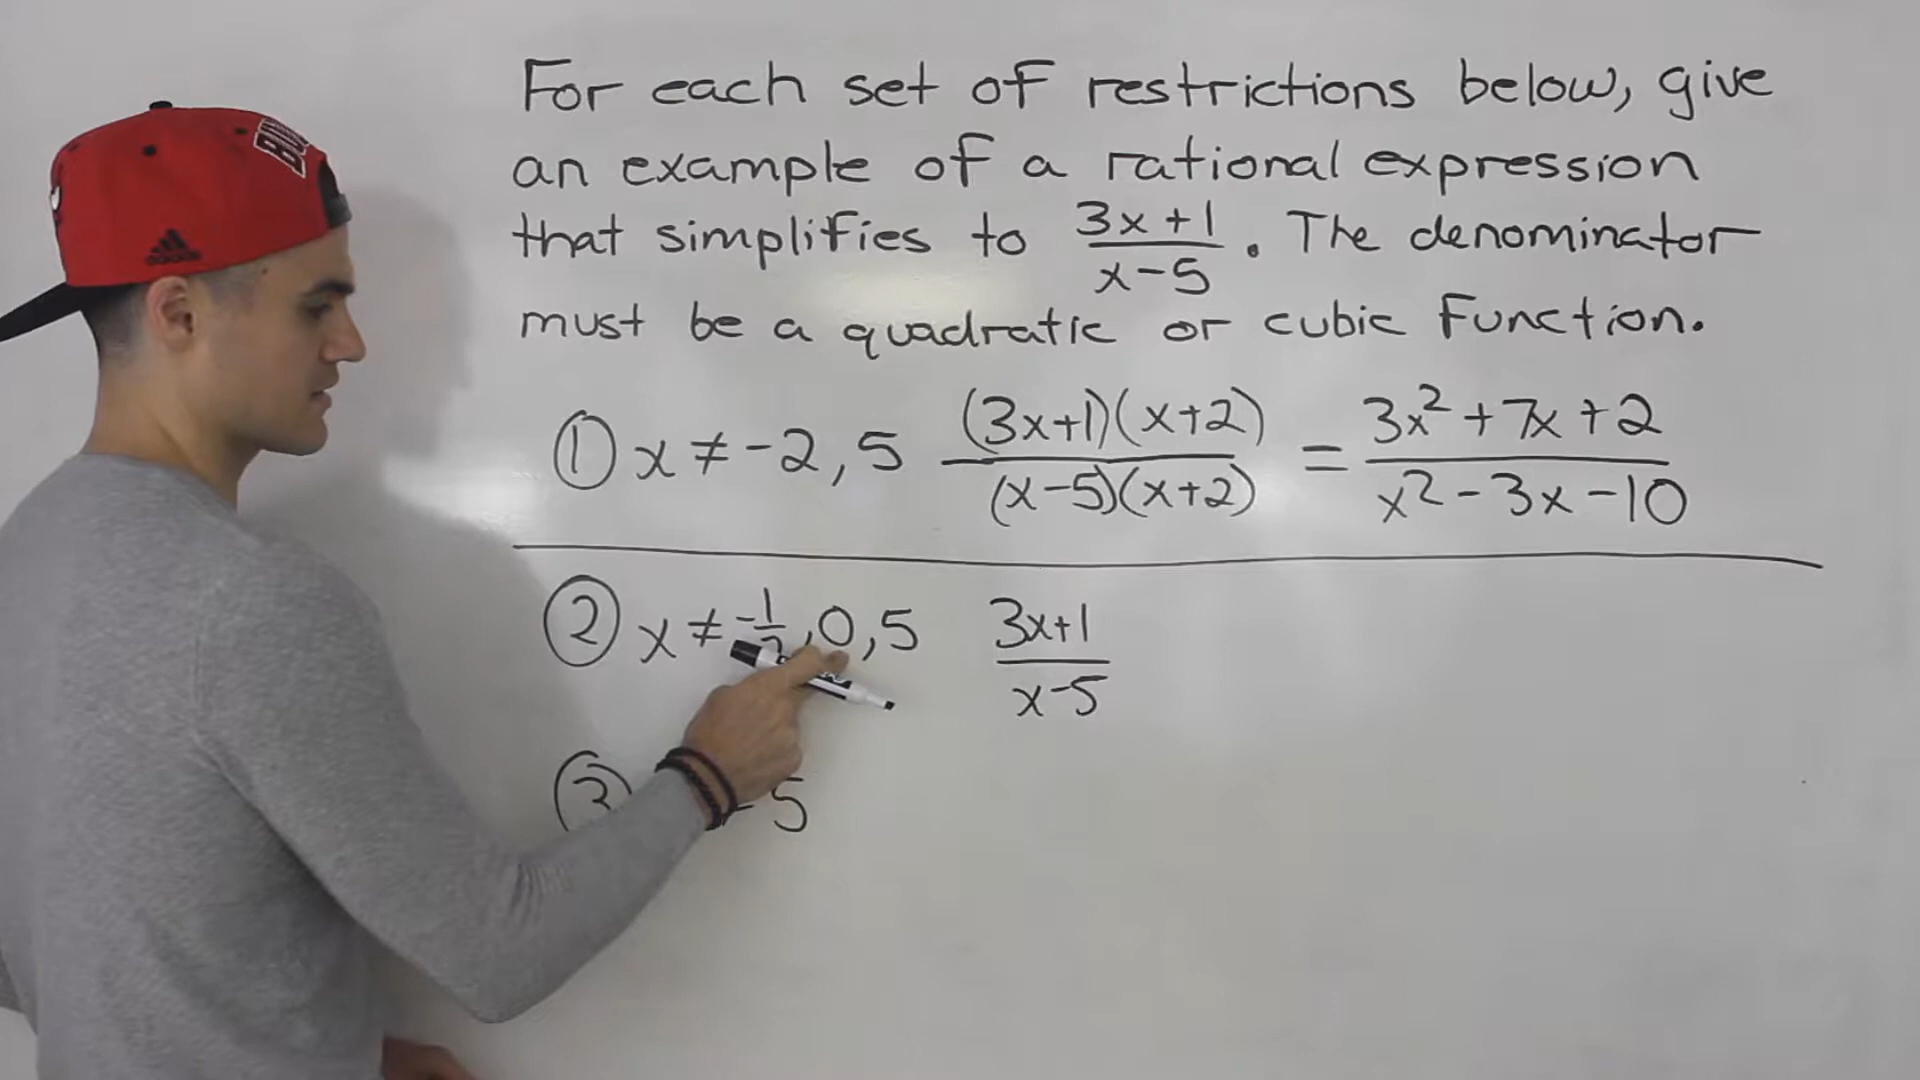 For each set of restrictions below, give
an example of a rational expression
that simplifies to (3x+1)/(x-5). The denominator
must be a quadratic or cubic function.
① x ≠ -2, 5 ((3x+1)(x+2))/((x-5)(x+2)) = (3x²+7x+2)/(x²-3x-10)
② x ≠ -1/2, 0, 5 (3x+1)/(x-5)
③ 5